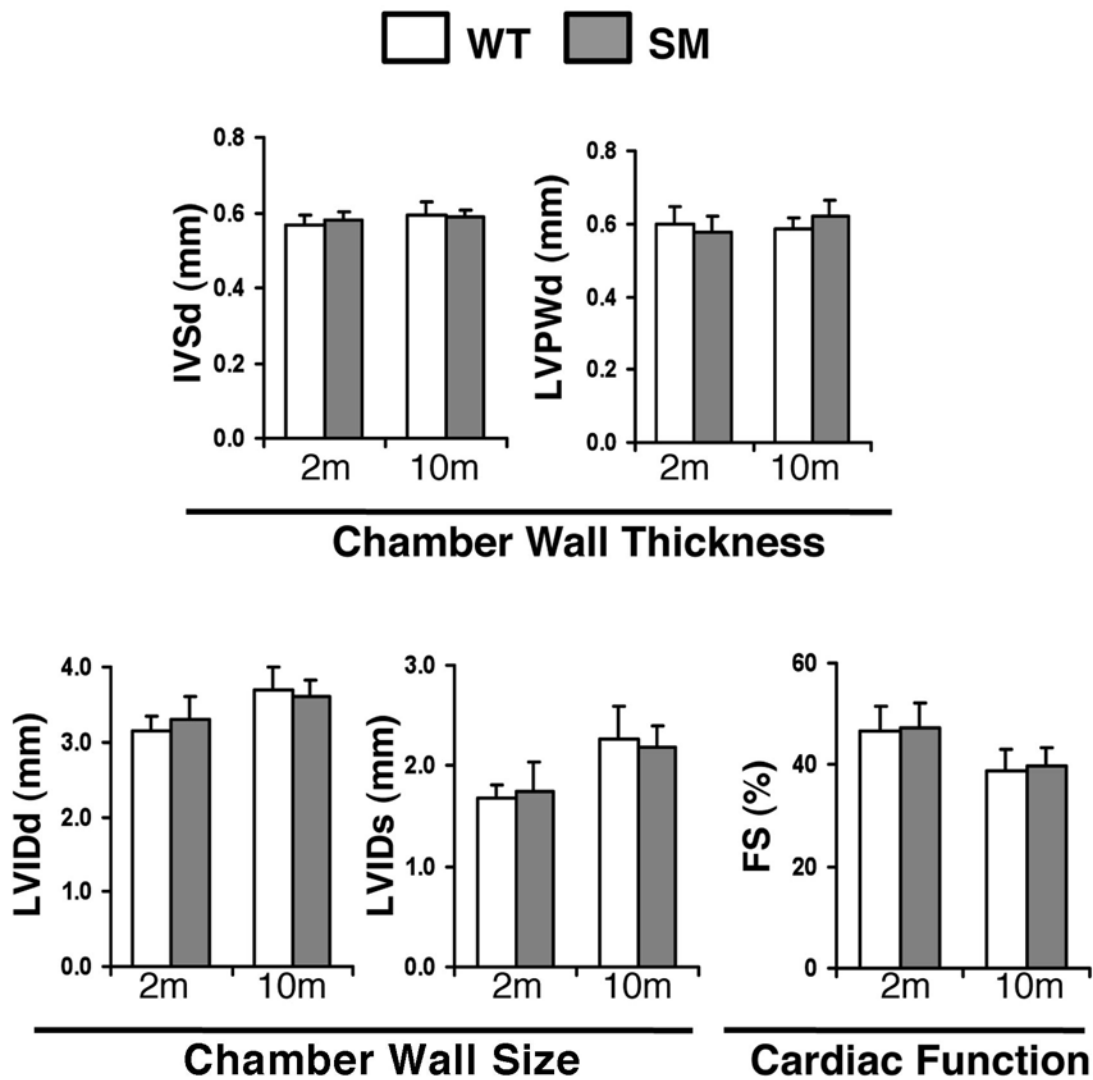 WT SM
IVSd (mm)
0.8
0.6
0.4
0.2
0.0
2m 10m
LVPWd (mm)
0.8
0.6
0.4
0.2
0.0
2m 10m
Chamber Wall Thickness
LVIDd (mm)
4.0
3.0
2.0
1.0
0.0
2m 10m
LVIDs (mm)
3.0
2.0
1.0
0.0
2m 10m
Chamber Wall Size
FS (%)
60
40
20
0
2m 10m
Cardiac Function